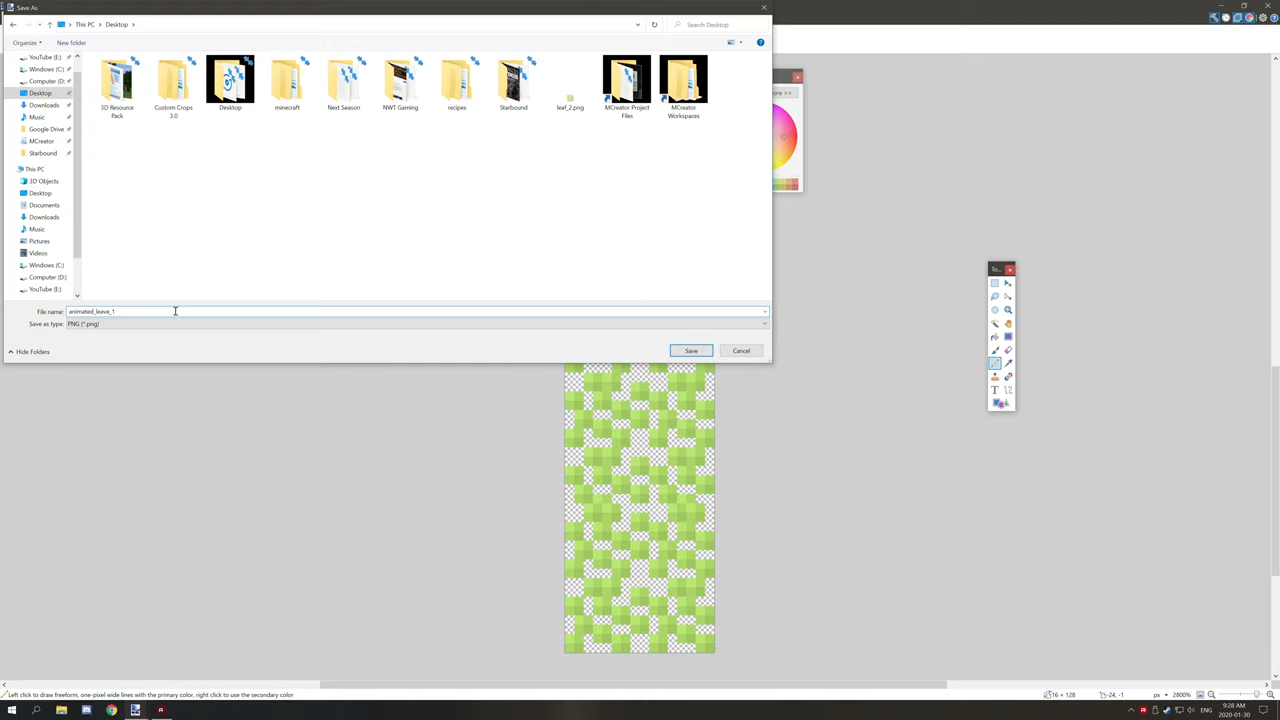 Save As
This PC > Desktop >
Search Desktop
Organize
New folder
YouTube (E:)
Windows (C:)
Computer (D:
Desktop
Downloads
Music
Google Drive
MCreator
Starbound
This PC
3D Objects
Desktop
Documents
Downloads
Music
Pictures
Videos
Windows (C:)
Computer (D:)
YouTube (E:)
3D Resource Pack
Custom Crops 3.0
Desktop
minecraft
Next Season
NWT Gaming
recipes
Starbound
leaf_2.png
MCreator Project Files
MCreator Workspaces
File name: animated_leave_1
Save as type: PNG (*.png)
Hide Folders
Save
Cancel
To...
Left click to draw freeform, one-pixel wide lines with the primary color, right click to use the secondary color
16 × 128
-24, -1
px
2800%
ENG
9:28 AM
2020-01-30